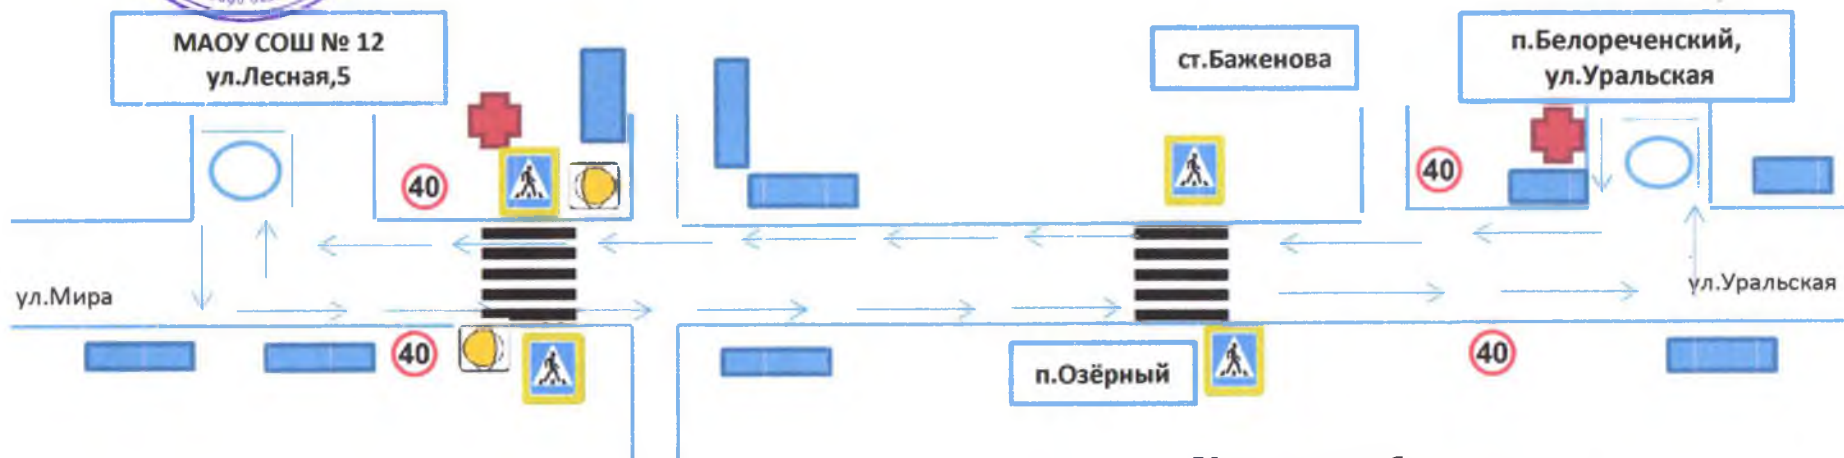 МАОУ СОШ № 12
ул.Лесная,5
ст.Баженова
п.Белореченский,
ул.Уральская
40
40
ул.Мира
ул.Уральская
40
п.Озёрный
40